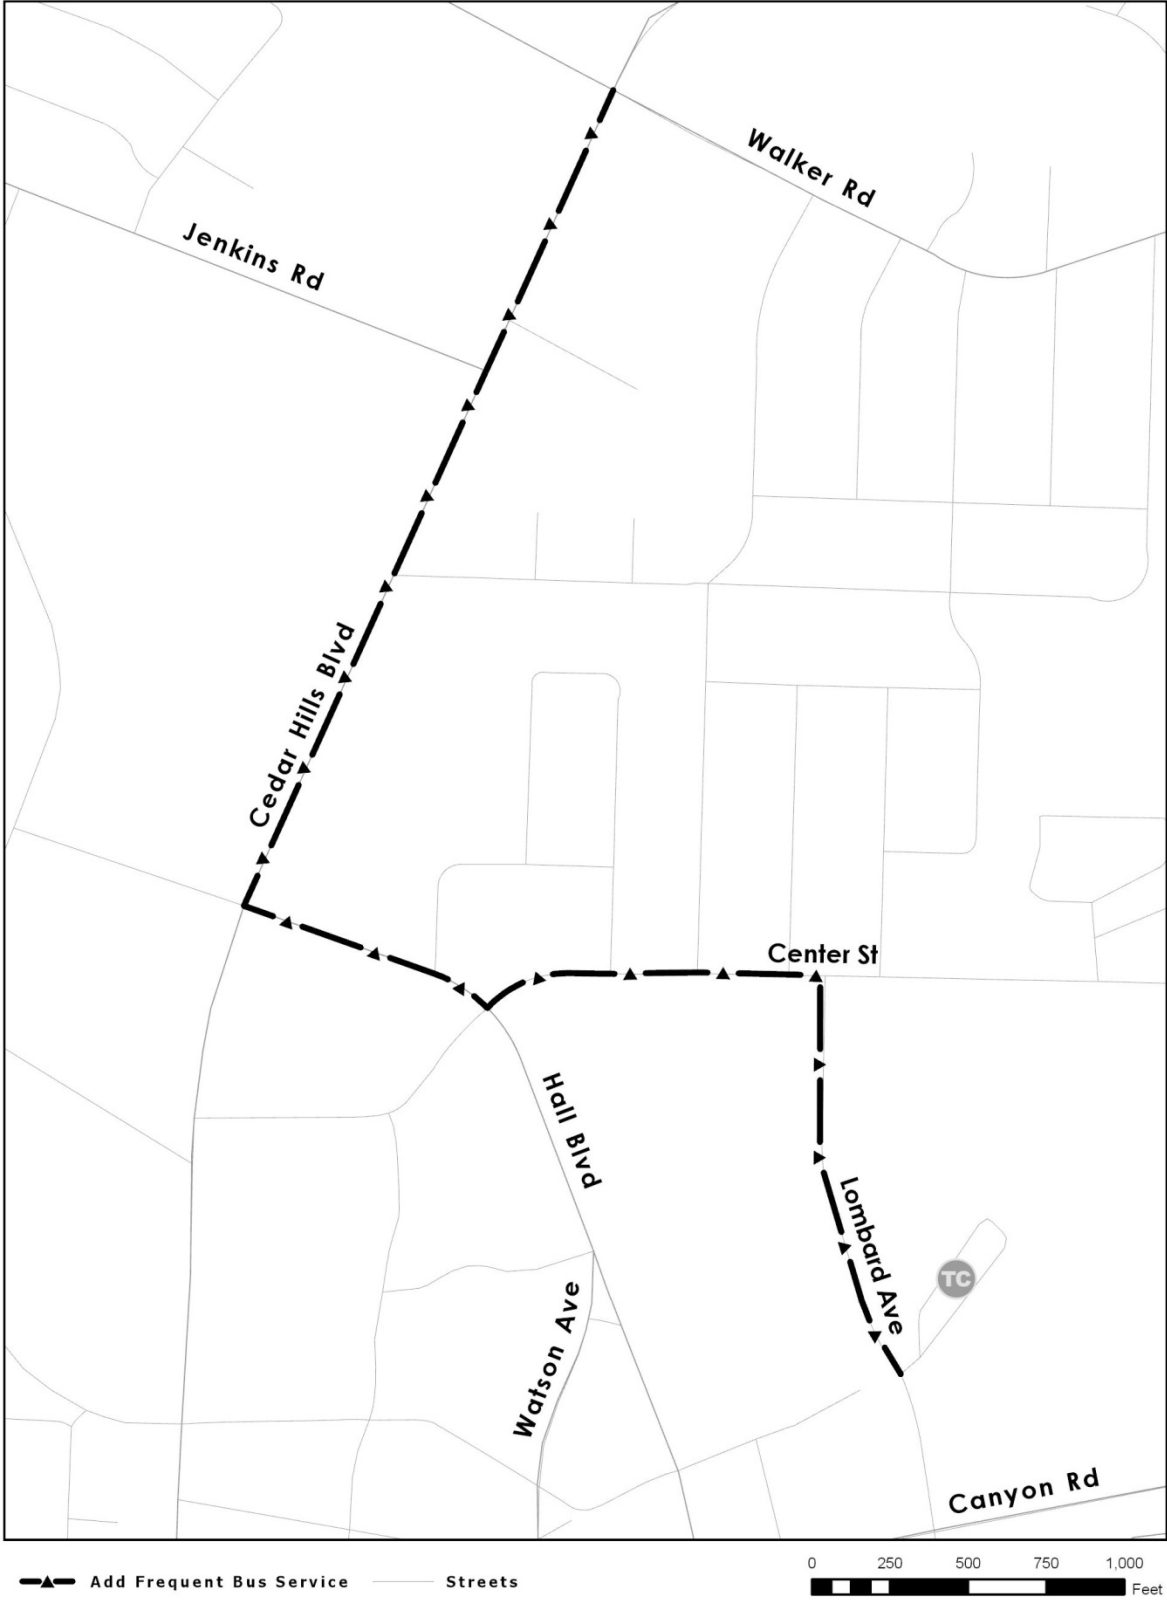 Walker Rd
Jenkins Rd
Cedar Hills Blvd
Center St
Hall Blvd
Lombard Ave
TC
Watson Ave
Canyon Rd
Add Frequent Bus Service
Streets
0 250 500 750 1,000
Feet